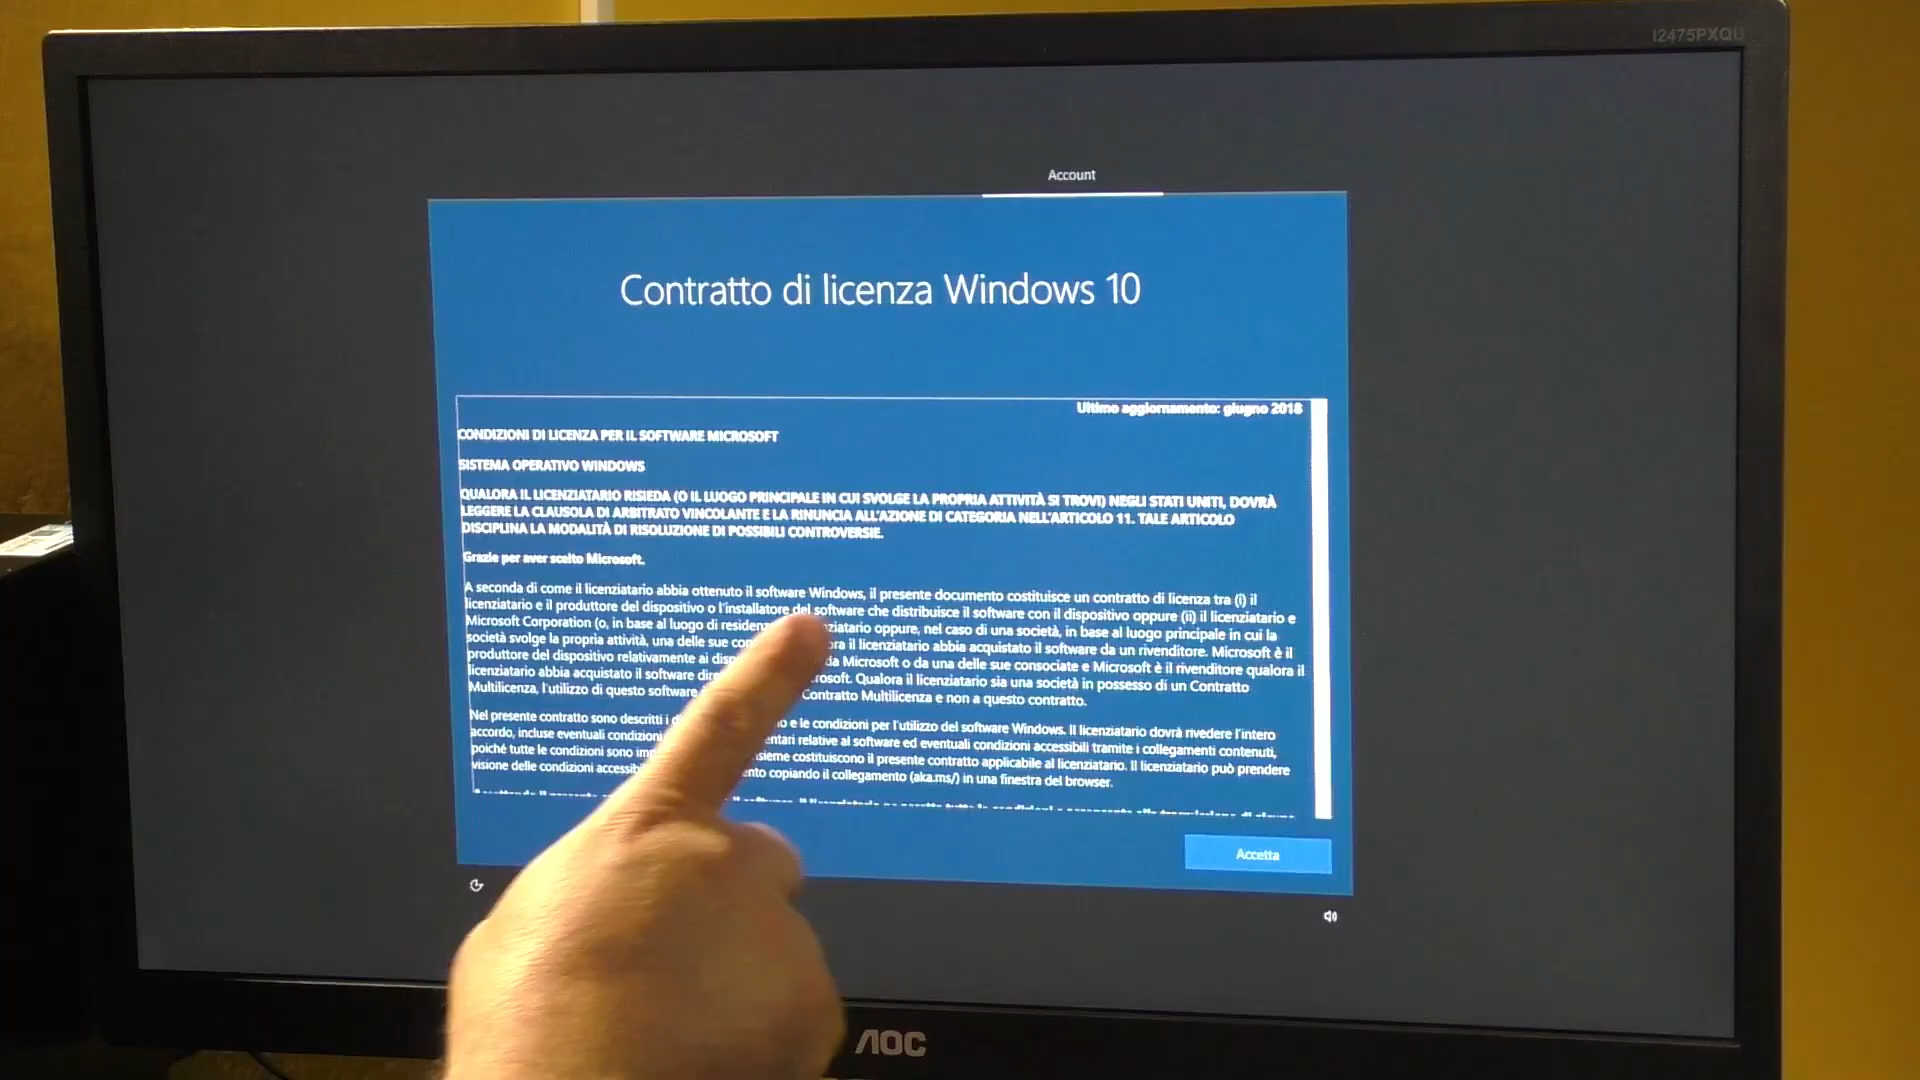 I2475PXQU
Account
Contratto di licenza Windows 10
Ultimo aggiornamento: giugno 2018
CONDIZIONI DI LICENZA PER IL SOFTWARE MICROSOFT
SISTEMA OPERATIVO WINDOWS
QUALORA IL LICENZIATARIO RISIEDA (O IL LUOGO PRINCIPALE IN CUI SVOLGE LA PROPRIA ATTIVITÀ SI TROVI) NEGLI STATI UNITI, DOVRÀ
LEGGERE LA CLAUSOLA DI ARBITRATO VINCOLANTE E LA RINUNCIA ALL'AZIONE DI CATEGORIA NELL'ARTICOLO 11. TALE ARTICOLO
DISCIPLINA LA MODALITÀ DI RISOLUZIONE DI POSSIBILI CONTROVERSIE.
Grazie per aver scelto Microsoft.
A seconda di come il licenziatario abbia ottenuto il software Windows, il presente documento costituisce un contratto di licenza tra (i) il
licenziatario e il produttore del dispositivo o l'installatore del software che distribuisce il software con il dispositivo oppure (ii) il licenziatario e
Microsoft Corporation (o, in base al luogo di residenz ziatario oppure, nel caso di una società, in base al luogo principale in cui la
società svolge la propria attività, una delle sue con ra il licenziatario abbia acquistato il software da un rivenditore. Microsoft è il
produttore del dispositivo relativamente ai disp da Microsoft o da una delle sue consociate e Microsoft è il rivenditore qualora il
licenziatario abbia acquistato il software dire rosoft. Qualora il licenziatario sia una società in possesso di un Contratto
Multilicenza, l'utilizzo di questo software Contratto Multilicenza e non a questo contratto.
Nel presente contratto sono descritti i d o e le condizioni per l'utilizzo del software Windows. Il licenziatario dovrà rivedere l'intero
accordo, incluse eventuali condizioni entari relative al software ed eventuali condizioni accessibili tramite i collegamenti contenuti,
poiché tutte le condizioni sono imp sieme costituiscono il presente contratto applicabile al licenziatario. Il licenziatario può prendere
visione delle condizioni accessib ento copiando il collegamento (aka.ms/) in una finestra del browser.
Accetta
AOC